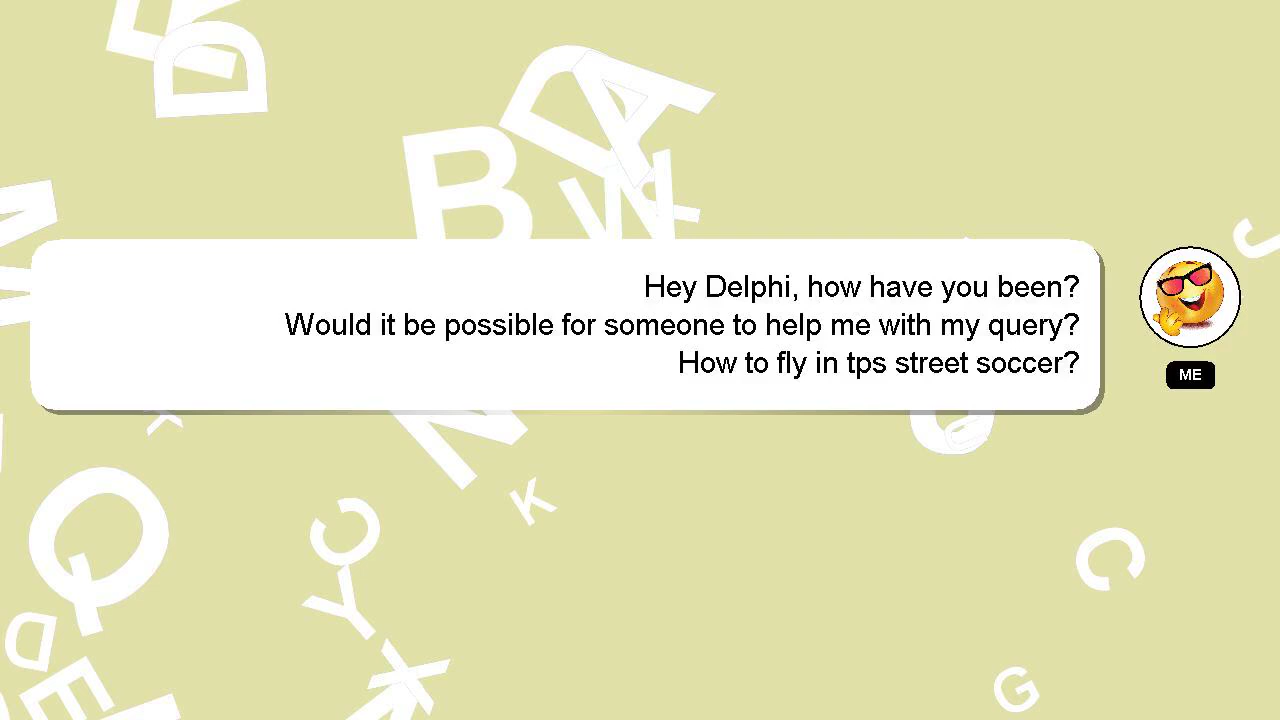 Hey Delphi, how have you been?
Would it be possible for someone to help me with my query?
How to fly in tps street soccer?
ME